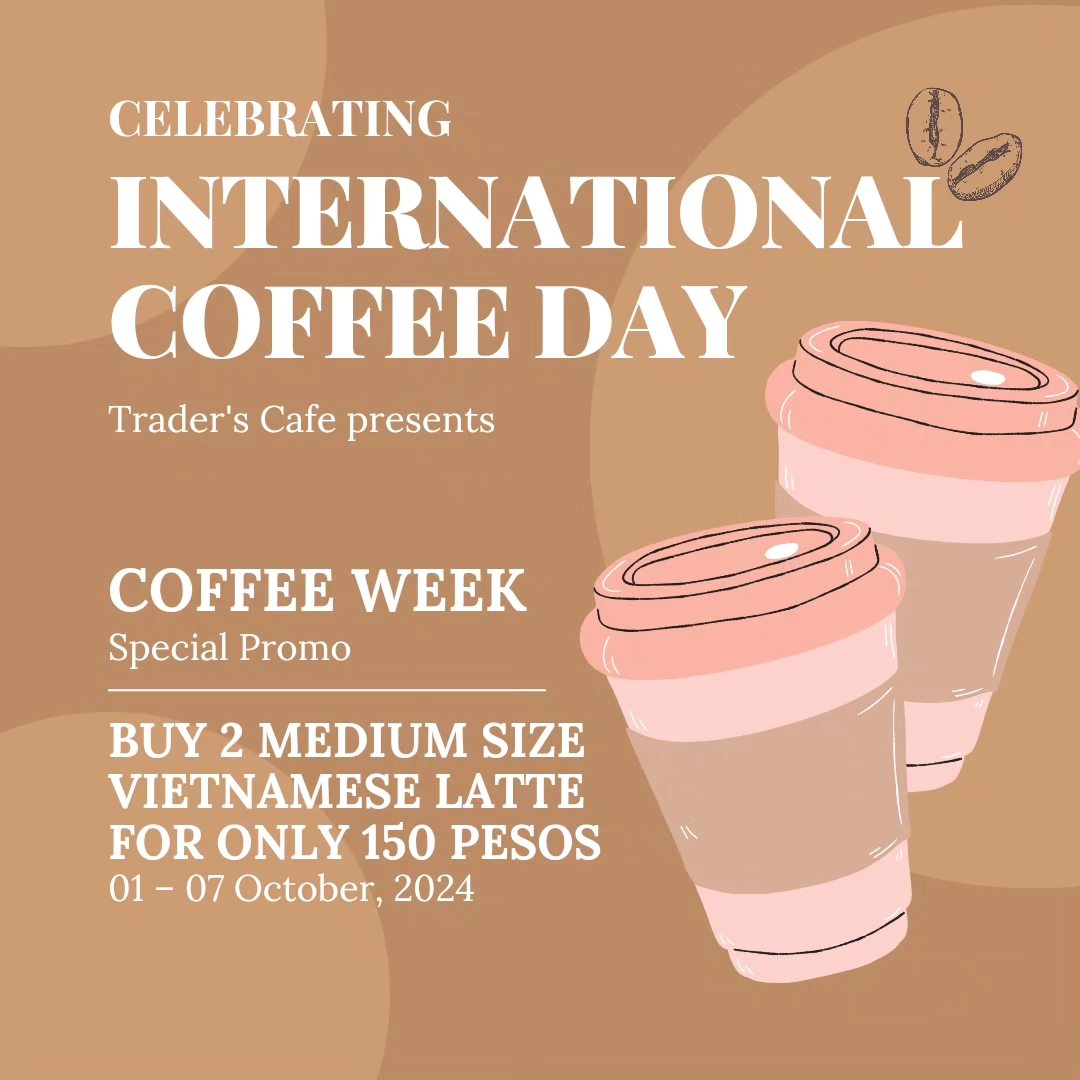 CELEBRATING
INTERNATIONAL
COFFEE DAY
Trader's Cafe presents
COFFEE WEEK
Special Promo
BUY 2 MEDIUM SIZE
VIETNAMESE LATTE
FOR ONLY 150 PESOS
01 – 07 October, 2024